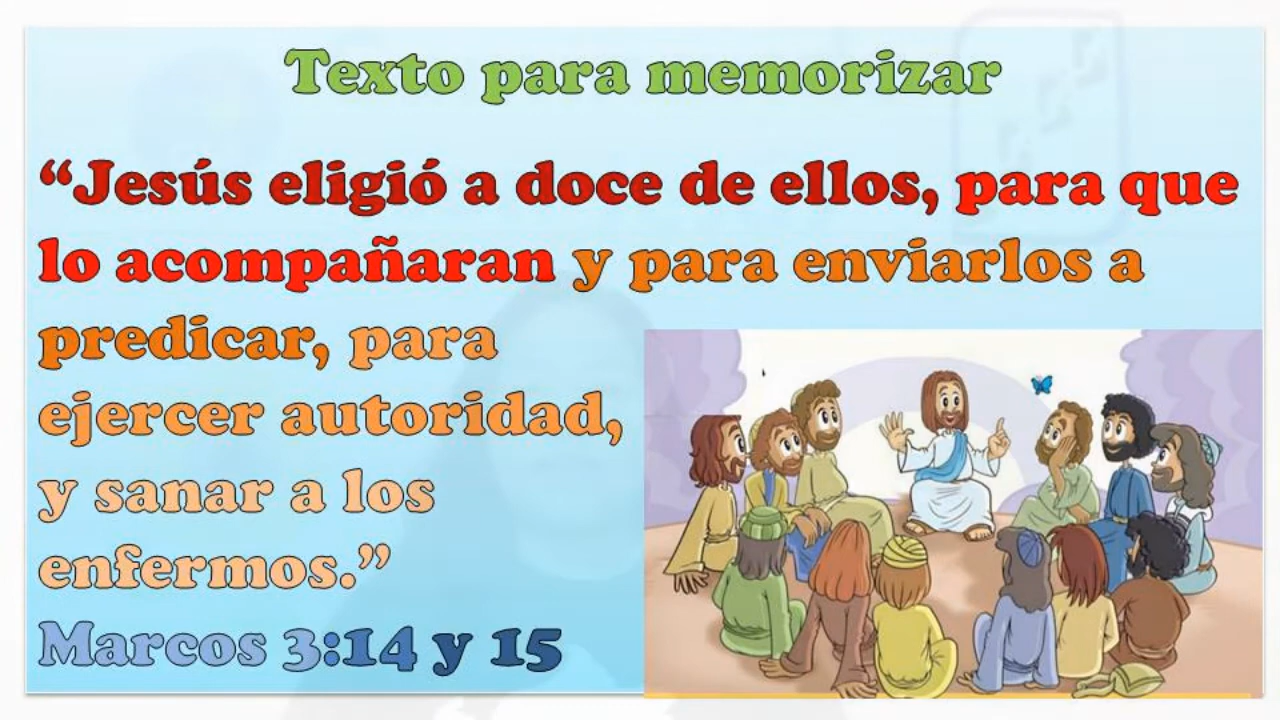 Texto para memorizar
“Jesús eligió a doce de ellos, para que
lo acompañaran y para enviarlos a
predicar, para
ejercer autoridad,
y sanar a los
enfermos.”
Marcos 3:14 y 15